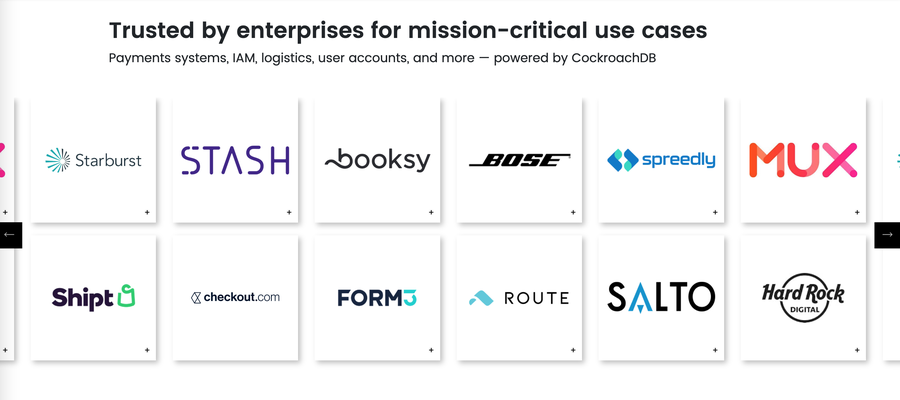 Trusted by enterprises for mission-critical use cases
Payments systems, IAM, logistics, user accounts, and more — powered by CockroachDB
Starburst
STASH
booksy
BOSE
spreedly
MUX
+ + + + + + +
← →
Shipt
checkout.com
FORM3
ROUTE
SALTO
Hard Rock
DIGITAL
+ + + + + +